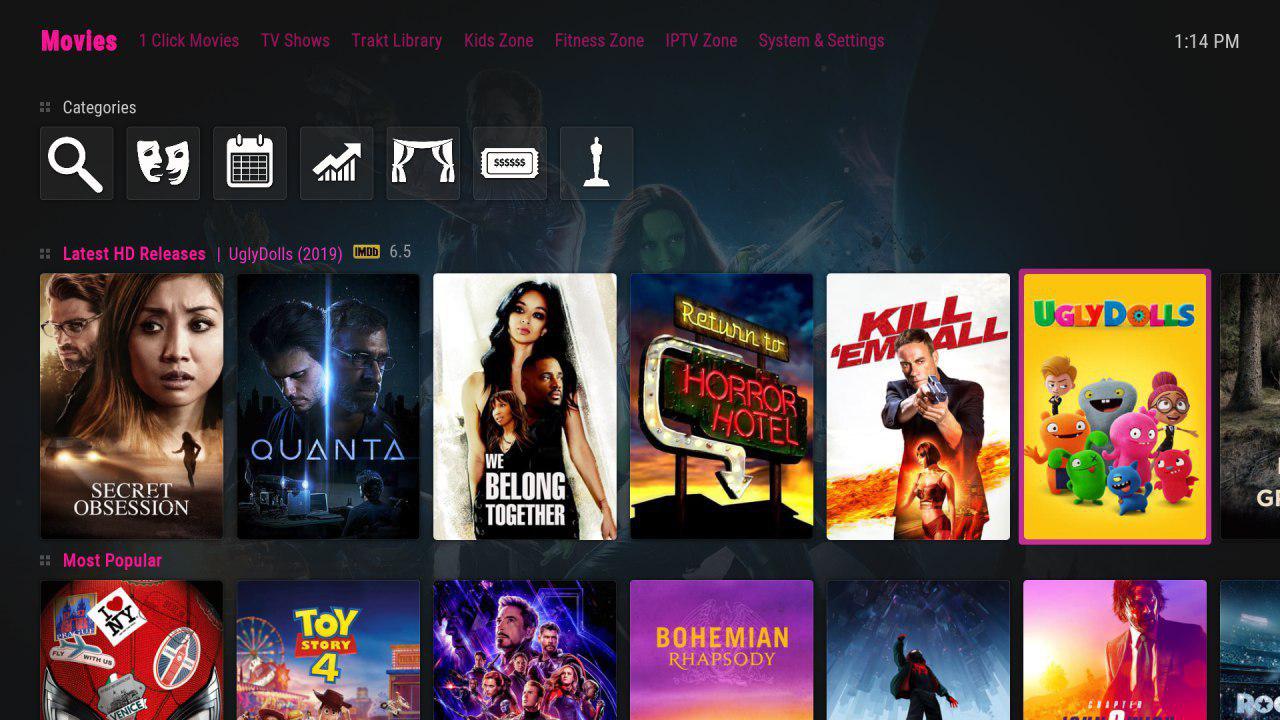 Movies 1 Click Movies TV Shows Trakt Library Kids Zone Fitness Zone IPTV Zone System & Settings 1:14 PM
Categories
$$$$$$
Latest HD Releases | UglyDolls (2019) IMDb 6.5
SECRET
OBSESSION
QUANTA
WE
BELONG
TOGETHER
Return to
HORROR
HOTEL
KILL
'EM ALL
UGLYDOLLS
Most Popular
PRAGUE
I ♥
NY
FLY WITH US
VENICE!
TOY
STORY
4
BOHEMIAN
RHAPSODY
CHAPTER